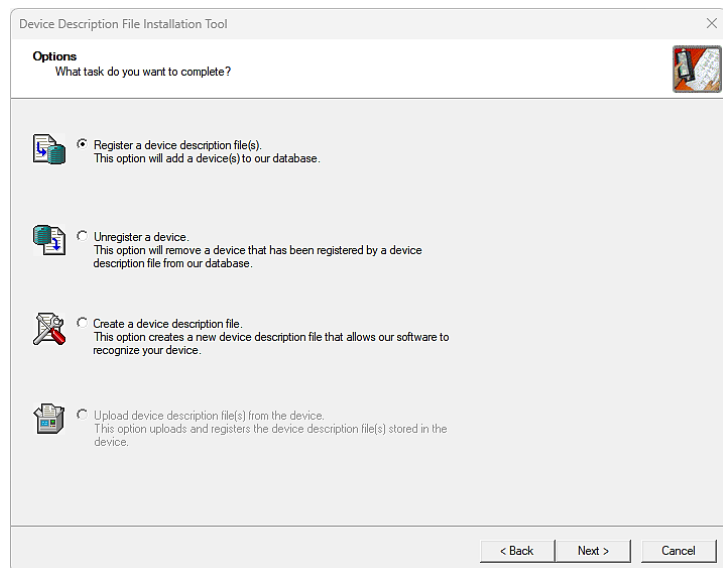 Device Description File Installation Tool
Options
What task do you want to complete?
Register a device description file(s).
This option will add a device(s) to our database.
Unregister a device.
This option will remove a device that has been registered by a device
description file from our database.
Create a device description file.
This option creates a new device description file that allows our software to
recognize your device.
Upload device description file(s) from the device.
This option uploads and registers the device description file(s) stored in the
device.
< Back Next > Cancel